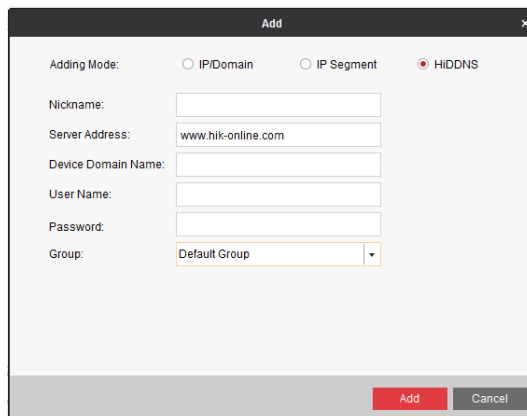 Add
Adding Mode: IP/Domain IP Segment HiDDNS
Nickname:
Server Address: www.hik-online.com
Device Domain Name:
User Name:
Password:
Group: Default Group
Add Cancel